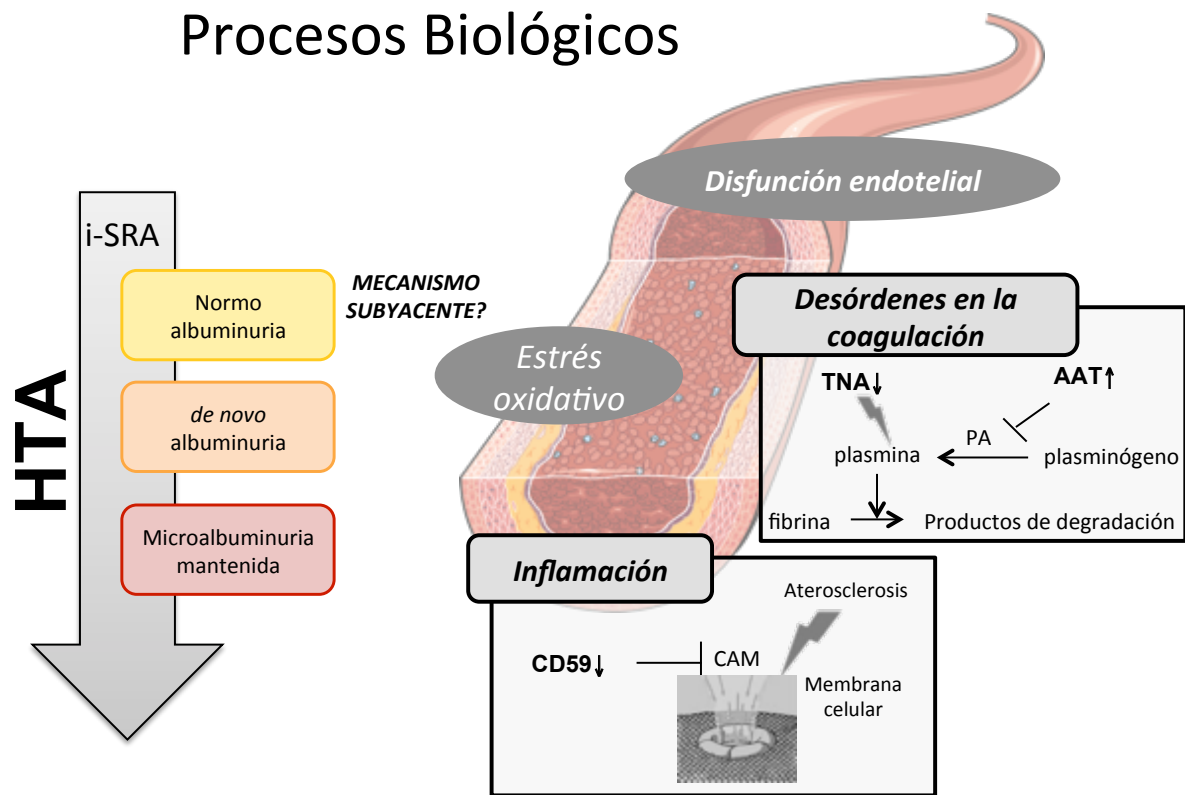 Procesos Biológicos
HTA
i-SRA
Normo
albuminuria
de novo
albuminuria
Microalbuminuria
mantenida
MECANISMO
SUBYACENTE?
Disfunción endotelial
Estrés
oxidativo
Desórdenes en la
coagulación
TNA↓
AAT↑
PA
plasmina
plasminógeno
fibrina
Productos de degradación
Inflamación
Aterosclerosis
CD59↓
CAM
Membrana
celular